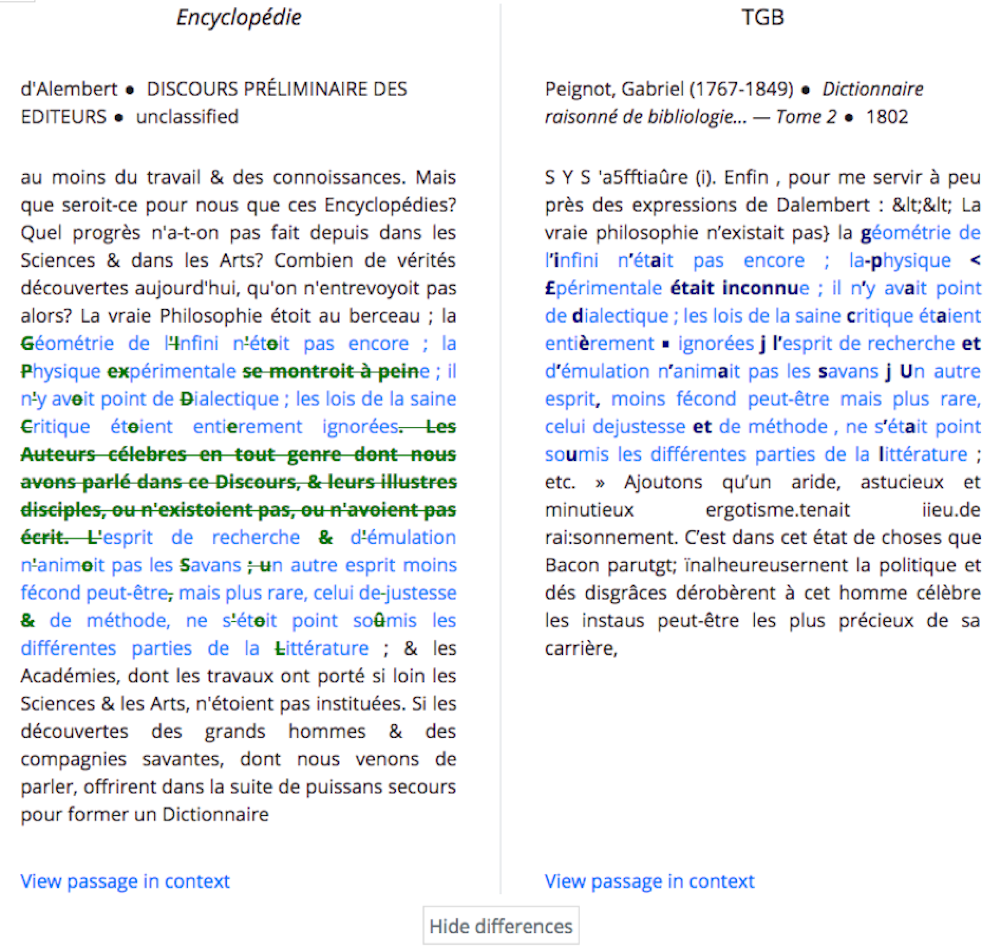 Encyclopédie
d'Alembert ● DISCOURS PRÉLIMINAIRE DES
EDITEURS ● unclassified
au moins du travail & des connoissances. Mais
que seroit-ce pour nous que ces Encyclopédies?
Quel progrès n'a-t-on pas fait depuis dans les
Sciences & dans les Arts? Combien de vérités
découvertes aujourd'hui, qu'on n'entrevoyoit pas
alors? La vraie Philosophie étoit au berceau ; la
Géométrie de l'Infini n'étoit pas encore ; la
Physique expérimentale se montroit à peine ; il
n'y avoit point de Dialectique ; les lois de la saine
Critique étoient entierement ignorées. Les
Auteurs célebres en tout genre dont nous
avons parlé dans ce Discours, & leurs illustres
disciples, ou n'existoient pas, ou n'avoient pas
écrit. L'esprit de recherche & d'émulation
n'animoit pas les Savans ; un autre esprit moins
fécond peut-être, mais plus rare, celui de-justesse
& de méthode, ne s'étoit point soûmis les
différentes parties de la Littérature ; & les
Académies, dont les travaux ont porté si loin les
Sciences & les Arts, n'étoient pas instituées. Si les
découvertes des grands hommes & des
compagnies savantes, dont nous venons de
parler, offrirent dans la suite de puissans secours
pour former un Dictionnaire
View passage in context
TGB
Peignot, Gabriel (1767-1849) ● Dictionnaire
raisonné de bibliologie... — Tome 2 ● 1802
S Y S 'a5fftiaûre (i). Enfin , pour me servir à peu
près des expressions de Dalembert : &lt;&lt; La
vraie philosophie n'existait pas} la géométrie de
l'infini n'était pas encore ; la-physique <
£périmentale était inconnue ; il n'y avait point
de dialectique ; les lois de la saine critique étaient
entièrement ▪ ignorées j l'esprit de recherche et
d'émulation n'animait pas les savans j Un autre
esprit, moins fécond peut-être mais plus rare,
celui dejustesse et de méthode , ne s'était point
soumis les différentes parties de la littérature ;
etc. » Ajoutons qu'un aride, astucieux et
minutieux ergotisme.tenait iieu.de
rai:sonnement. C'est dans cet état de choses que
Bacon parutgt; ïnalheureusernent la politique et
dés disgrâces dérobèrent à cet homme célèbre
les instaus peut-être les plus précieux de sa
carrière,
View passage in context
Hide differences